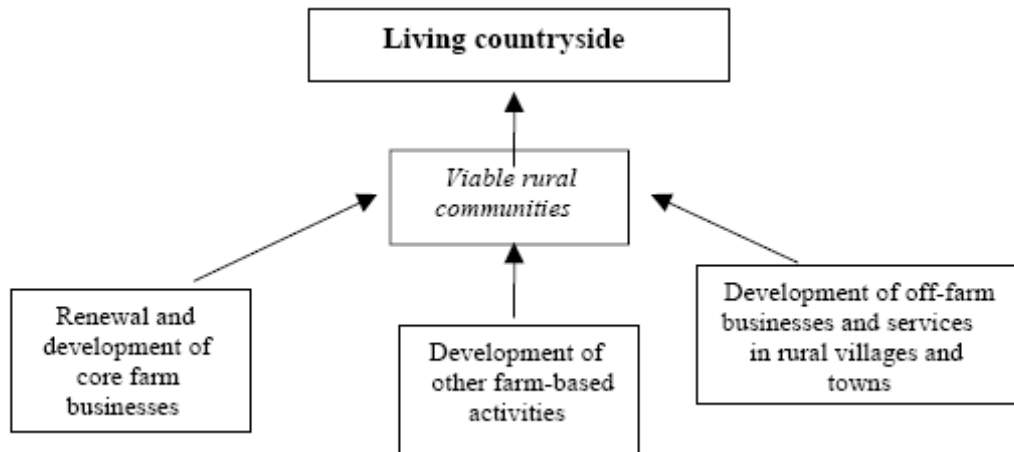 Living countryside
Viable rural
communities
Renewal and
development of
core farm
businesses
Development of
other farm-based
activities
Development of off-farm
businesses and services
in rural villages and
towns